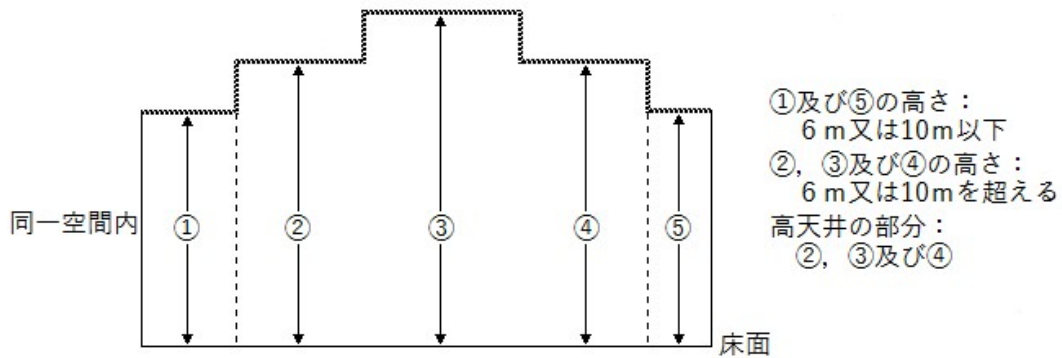 ①及び⑤の高さ：
６ｍ又は10ｍ以下
②，③及び④の高さ：
６ｍ又は10ｍを超える
高天井の部分：
②，③及び④
同一空間内
①
②
③
④
⑤
床面